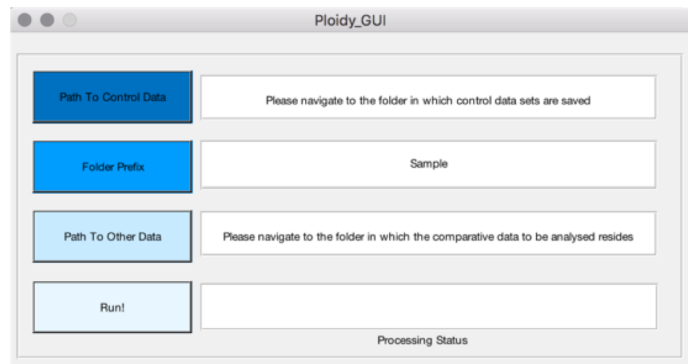 Ploidy_GUI
Path To Control Data
Please navigate to the folder in which control data sets are saved
Folder Prefix
Sample
Path To Other Data
Please navigate to the folder in which the comparative data to be analysed resides
Run!
Processing Status